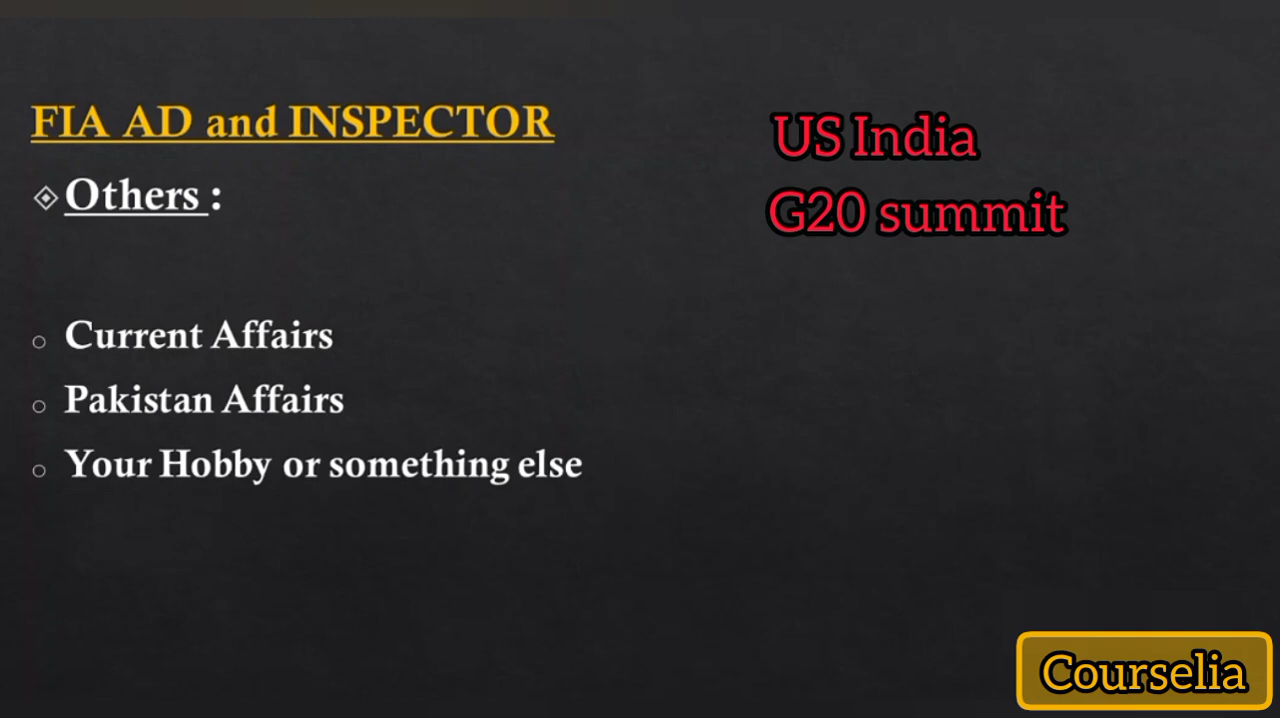 FIA AD and INSPECTOR
Others :
Current Affairs
Pakistan Affairs
Your Hobby or something else
US India
G20 summit
Courselia